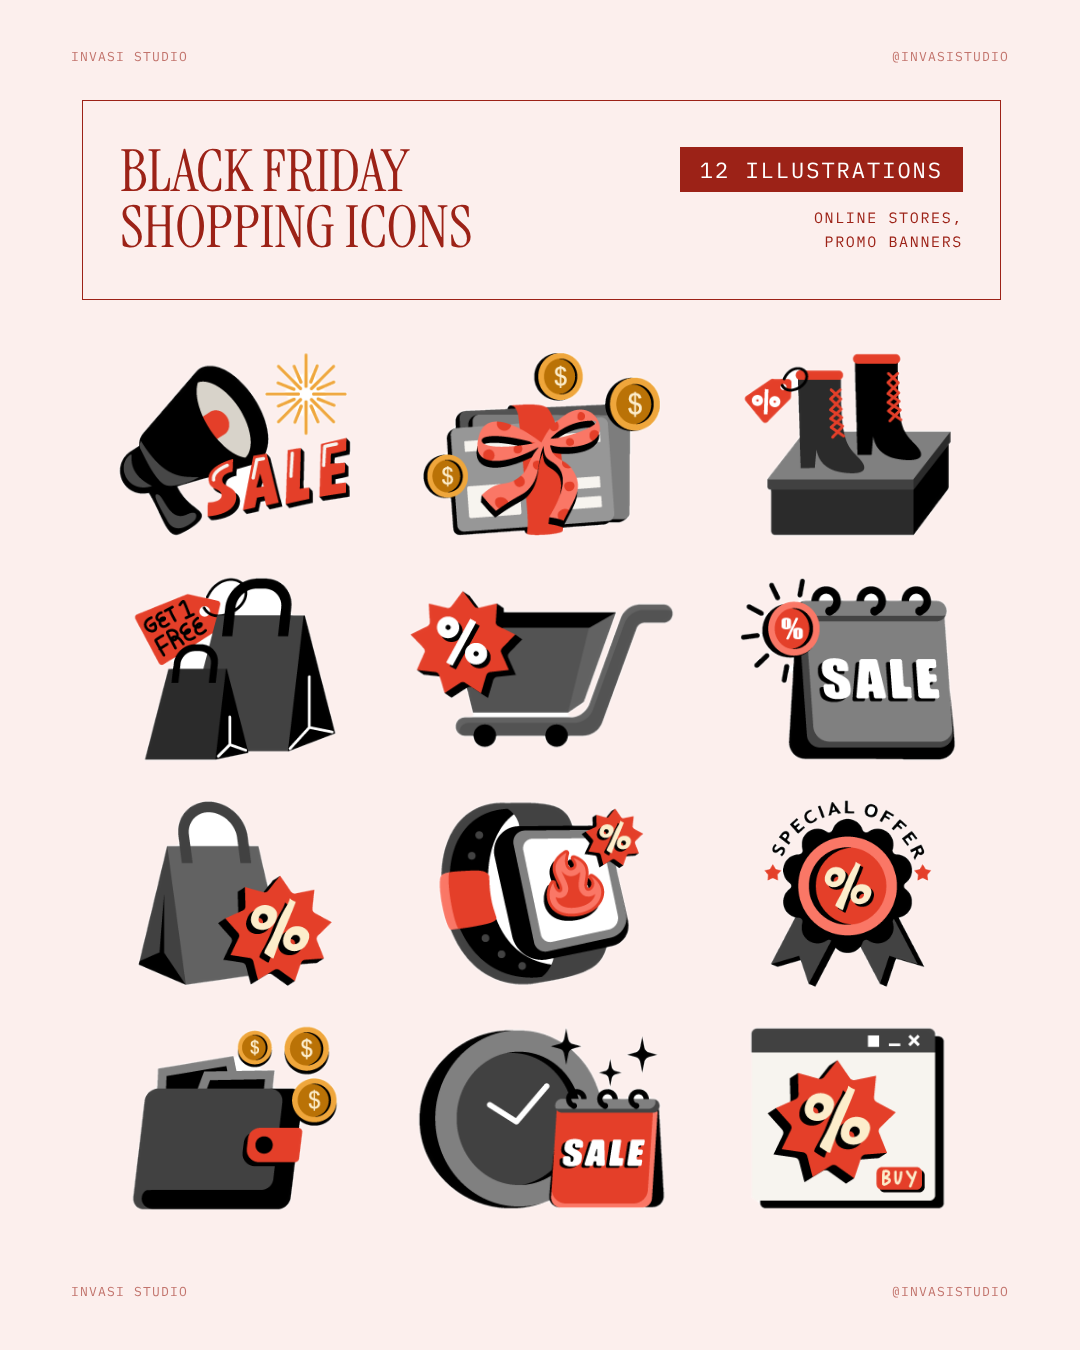 INVASI STUDIO
@INVASISTUDIO
BLACK FRIDAY
SHOPPING ICONS
12 ILLUSTRATIONS
ONLINE STORES,
PROMO BANNERS
SALE
$
$
$
%
GET 1
FREE
%
%
SALE
%
%
SPECIAL OFFER
%
$
$
$
SALE
%
BUY
INVASI STUDIO
@INVASISTUDIO